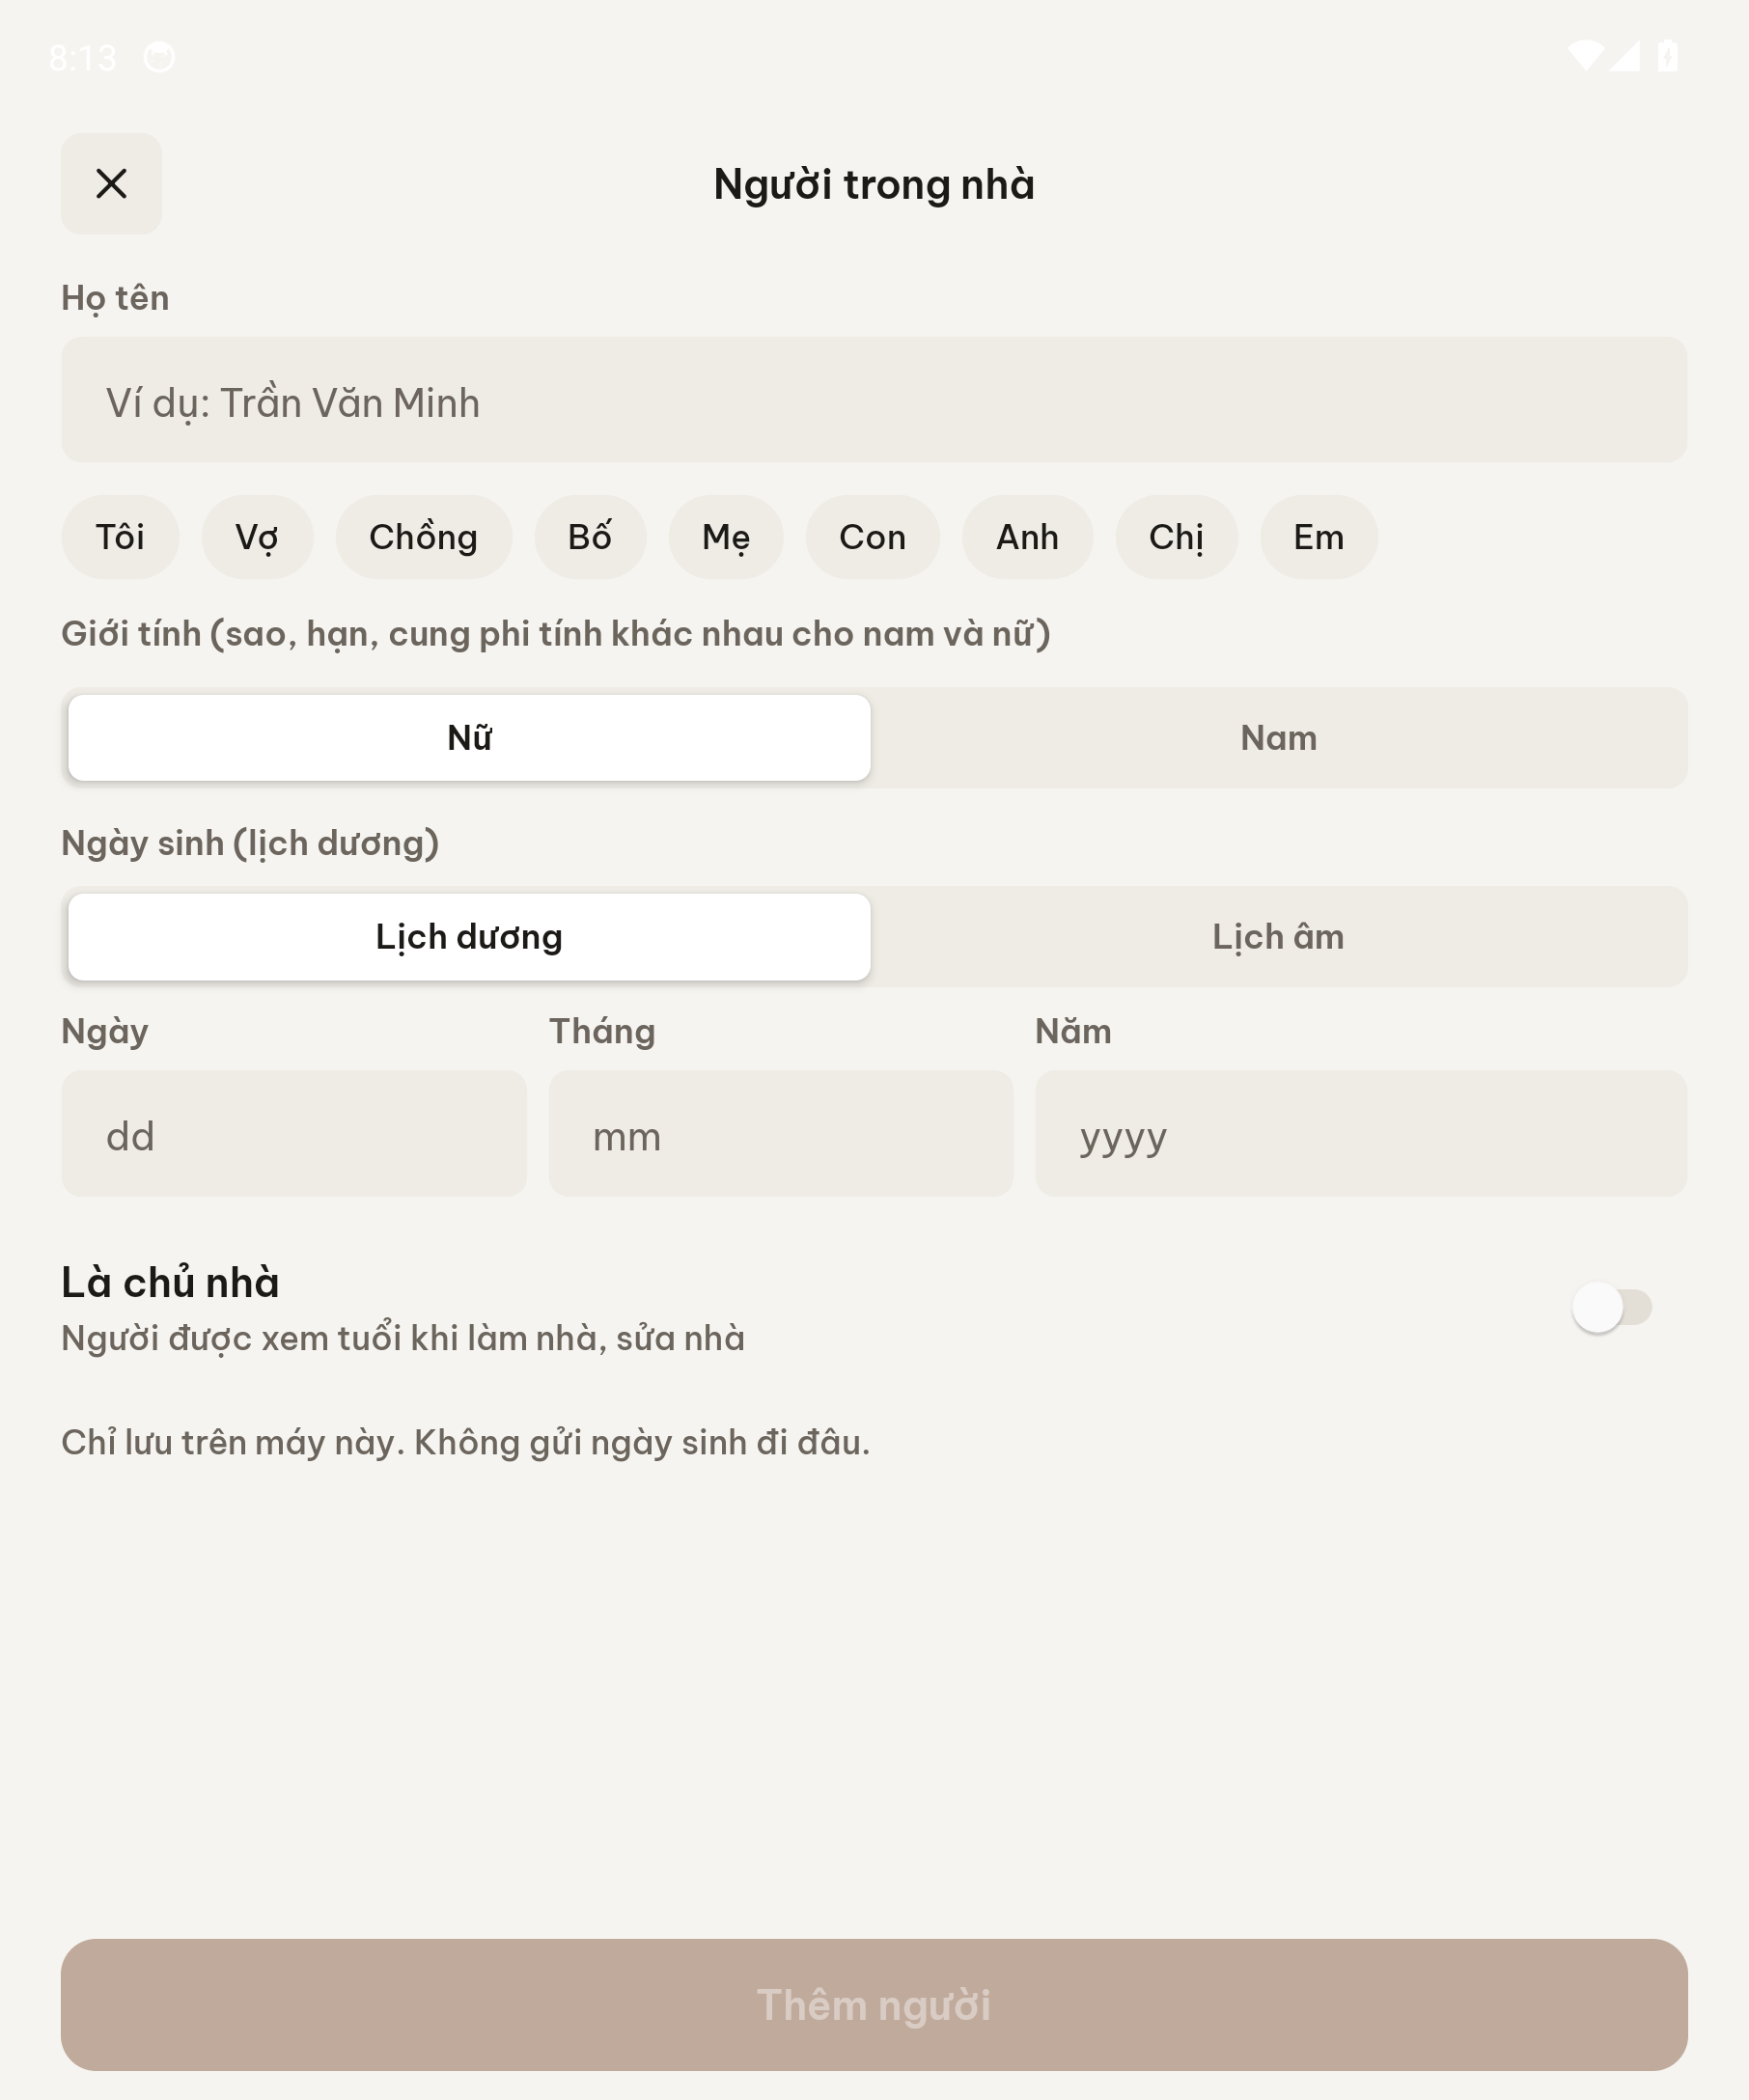 8:13
Người trong nhà
Họ tên
Ví dụ: Trần Văn Minh
Tôi Vợ Chồng Bố Mẹ Con Anh Chị Em
Giới tính (sao, hạn, cung phi tính khác nhau cho nam và nữ)
Nữ Nam
Ngày sinh (lịch dương)
Lịch dương Lịch âm
Ngày Tháng Năm
dd mm yyyy
Là chủ nhà
Người được xem tuổi khi làm nhà, sửa nhà
Chỉ lưu trên máy này. Không gửi ngày sinh đi đâu.
Thêm người